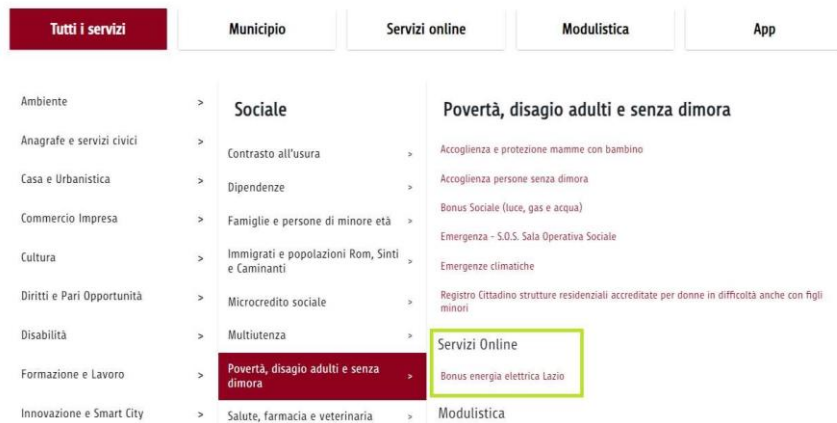 Tutti i servizi
Municipio
Servizi online
Modulistica
App
Ambiente >
Anagrafe e servizi civici >
Casa e Urbanistica >
Commercio Impresa >
Cultura >
Diritti e Pari Opportunità >
Disabilità >
Formazione e Lavoro >
Innovazione e Smart City >
Sociale
Contrasto all'usura >
Dipendenze >
Famiglie e persone di minore età >
Immigrati e popolazioni Rom, Sinti >
e Caminanti
Microcredito sociale >
Multiutenza >
Povertà, disagio adulti e senza >
dimora
Salute, farmacia e veterinaria >
Povertà, disagio adulti e senza dimora
Accoglienza e protezione mamme con bambino
Accoglienza persone senza dimora
Bonus Sociale (luce, gas e acqua)
Emergenza - S.O.S. Sala Operativa Sociale
Emergenze climatiche
Registro Cittadino strutture residenziali accreditate per donne in difficoltà anche con figli
minori
Servizi Online
Bonus energia elettrica Lazio
Modulistica